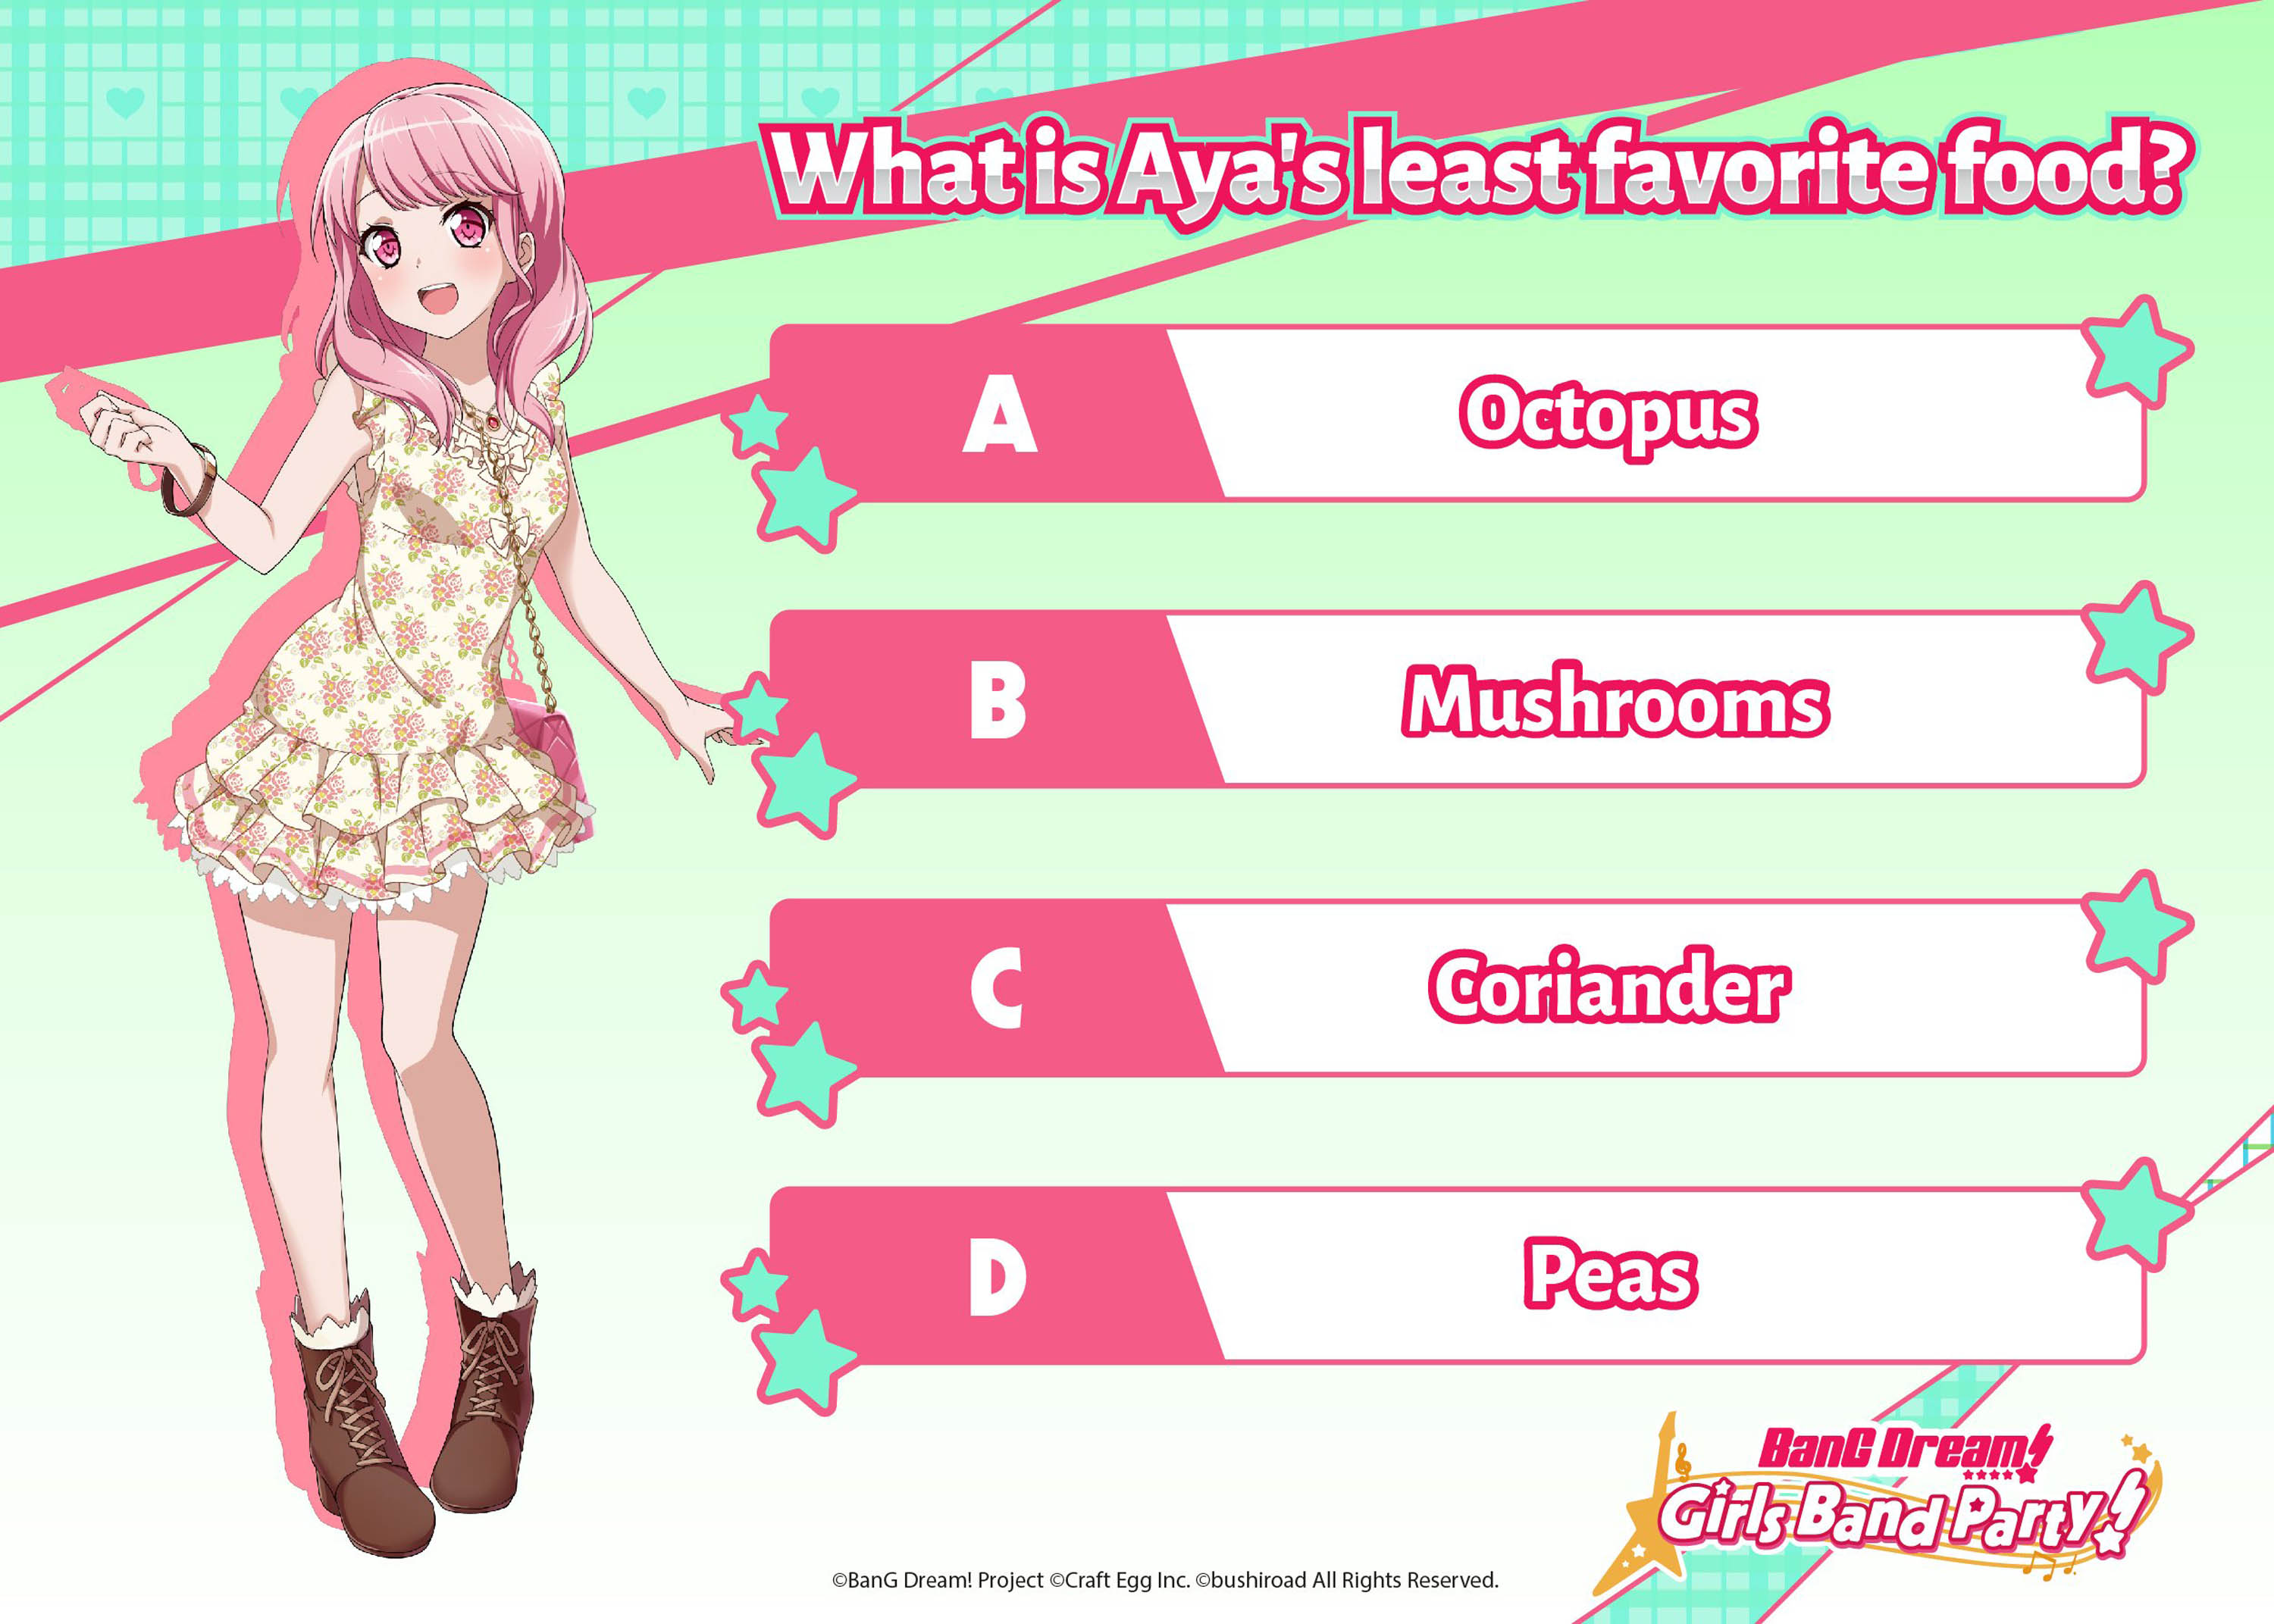 What is Aya's least favorite food?
A
Octopus
B
Mushrooms
C
Coriander
D
Peas
BanG Dream!
Girls Band Party!
©BanG Dream! Project ©Craft Egg Inc. ©bushiroad All Rights Reserved.